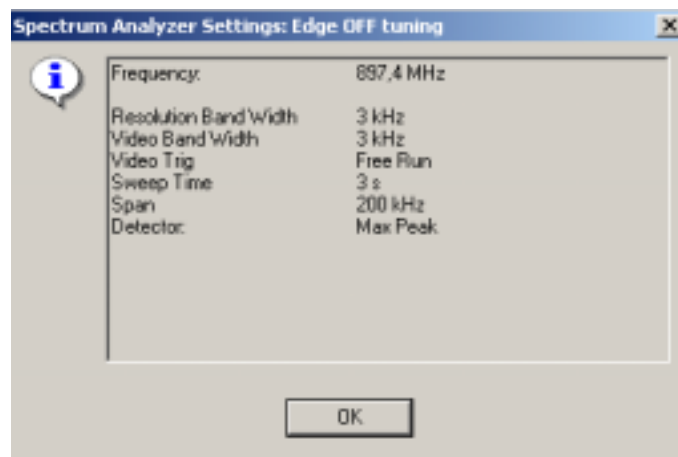 Spectrum Analyzer Settings: Edge OFF tuning
Frequency: 897,4 MHz
Resolution Band Width 3 kHz
Video Band Width 3 kHz
Video Trig Free Run
Sweep Time 3 s
Span 200 kHz
Detector: Max Peak
OK